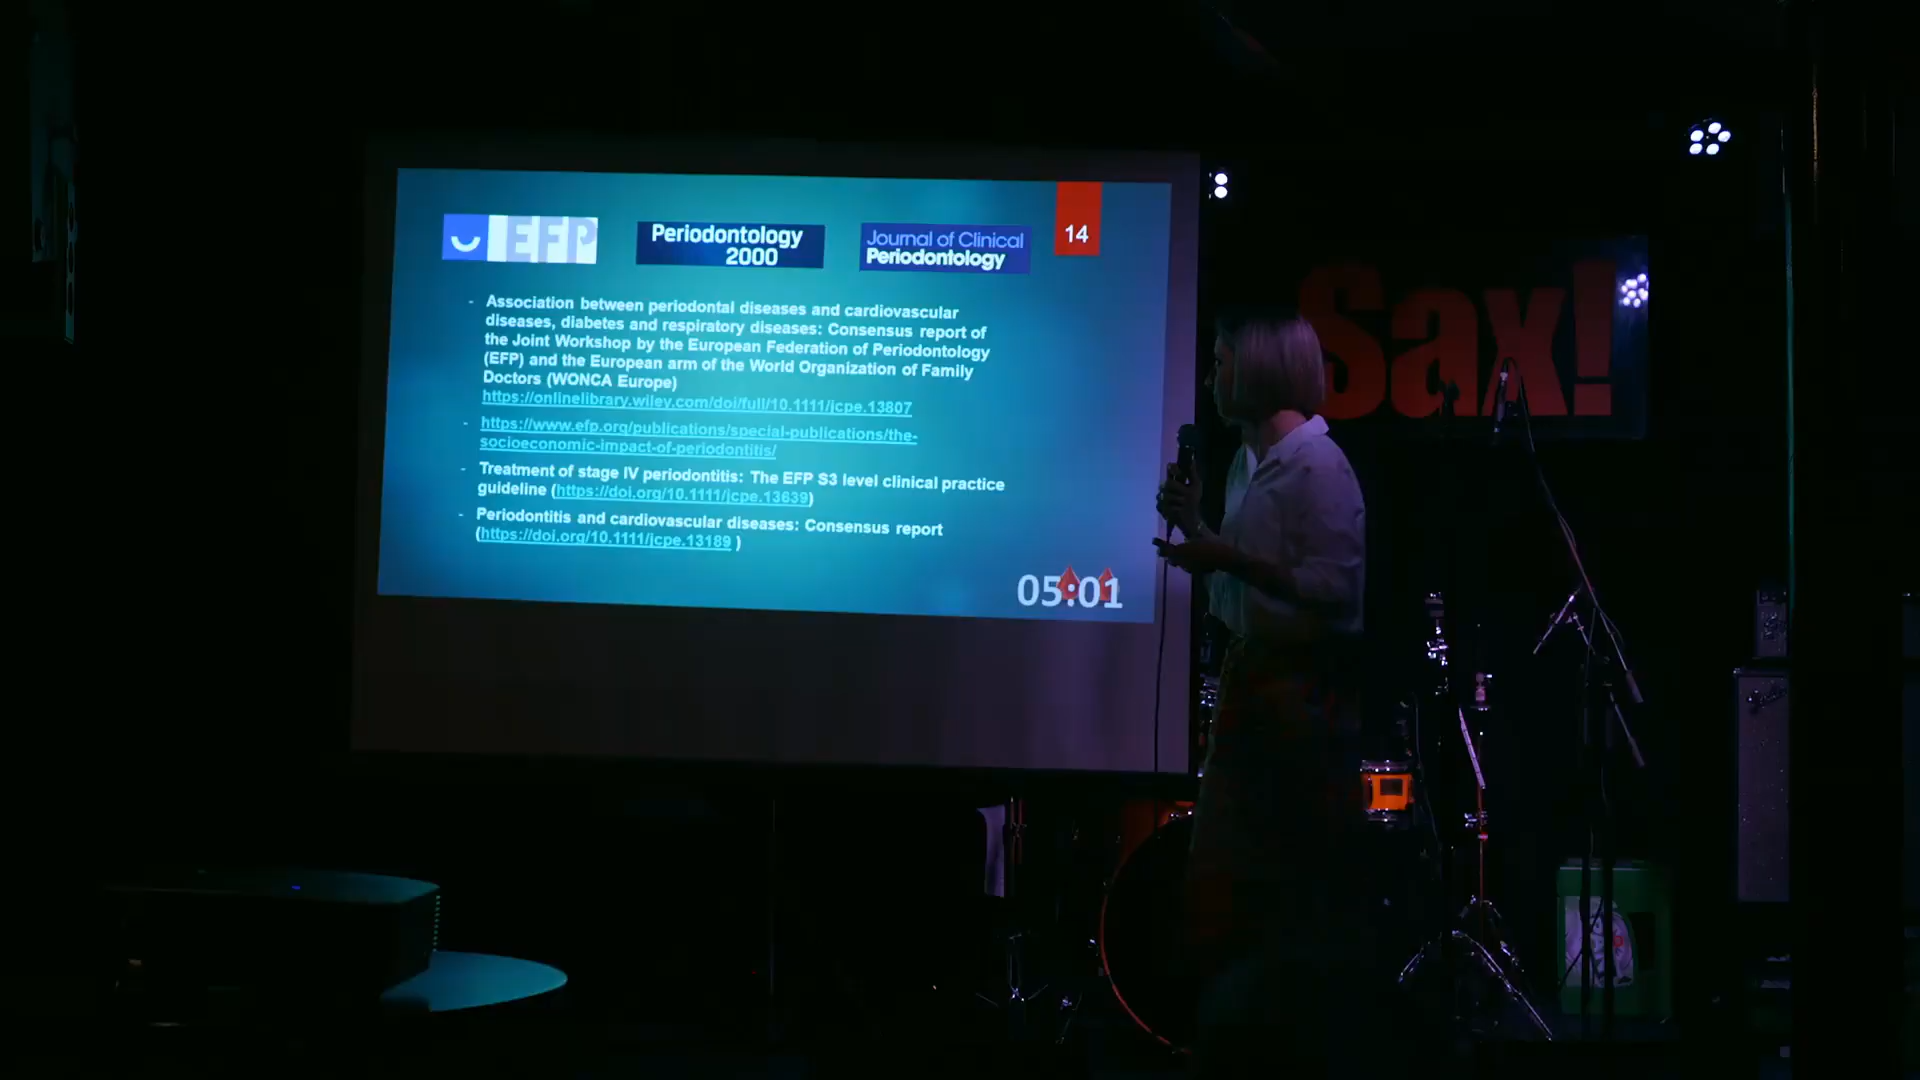 EFP
Periodontology
2000
Journal of Clinical
Periodontology
14
- Association between periodontal diseases and cardiovascular
diseases, diabetes and respiratory diseases: Consensus report of
the Joint Workshop by the European Federation of Periodontology
(EFP) and the European arm of the World Organization of Family
Doctors (WONCA Europe)
https://onlinelibrary.wiley.com/doi/full/10.1111/jcpe.13807
- https://www.efp.org/publications/special-publications/the-
socioeconomic-impact-of-periodontitis/
- Treatment of stage IV periodontitis: The EFP S3 level clinical practice
guideline (https://doi.org/10.1111/jcpe.13639)
- Periodontitis and cardiovascular diseases: Consensus report
(https://doi.org/10.1111/jcpe.13189 )
05:01
Sax!
Fender